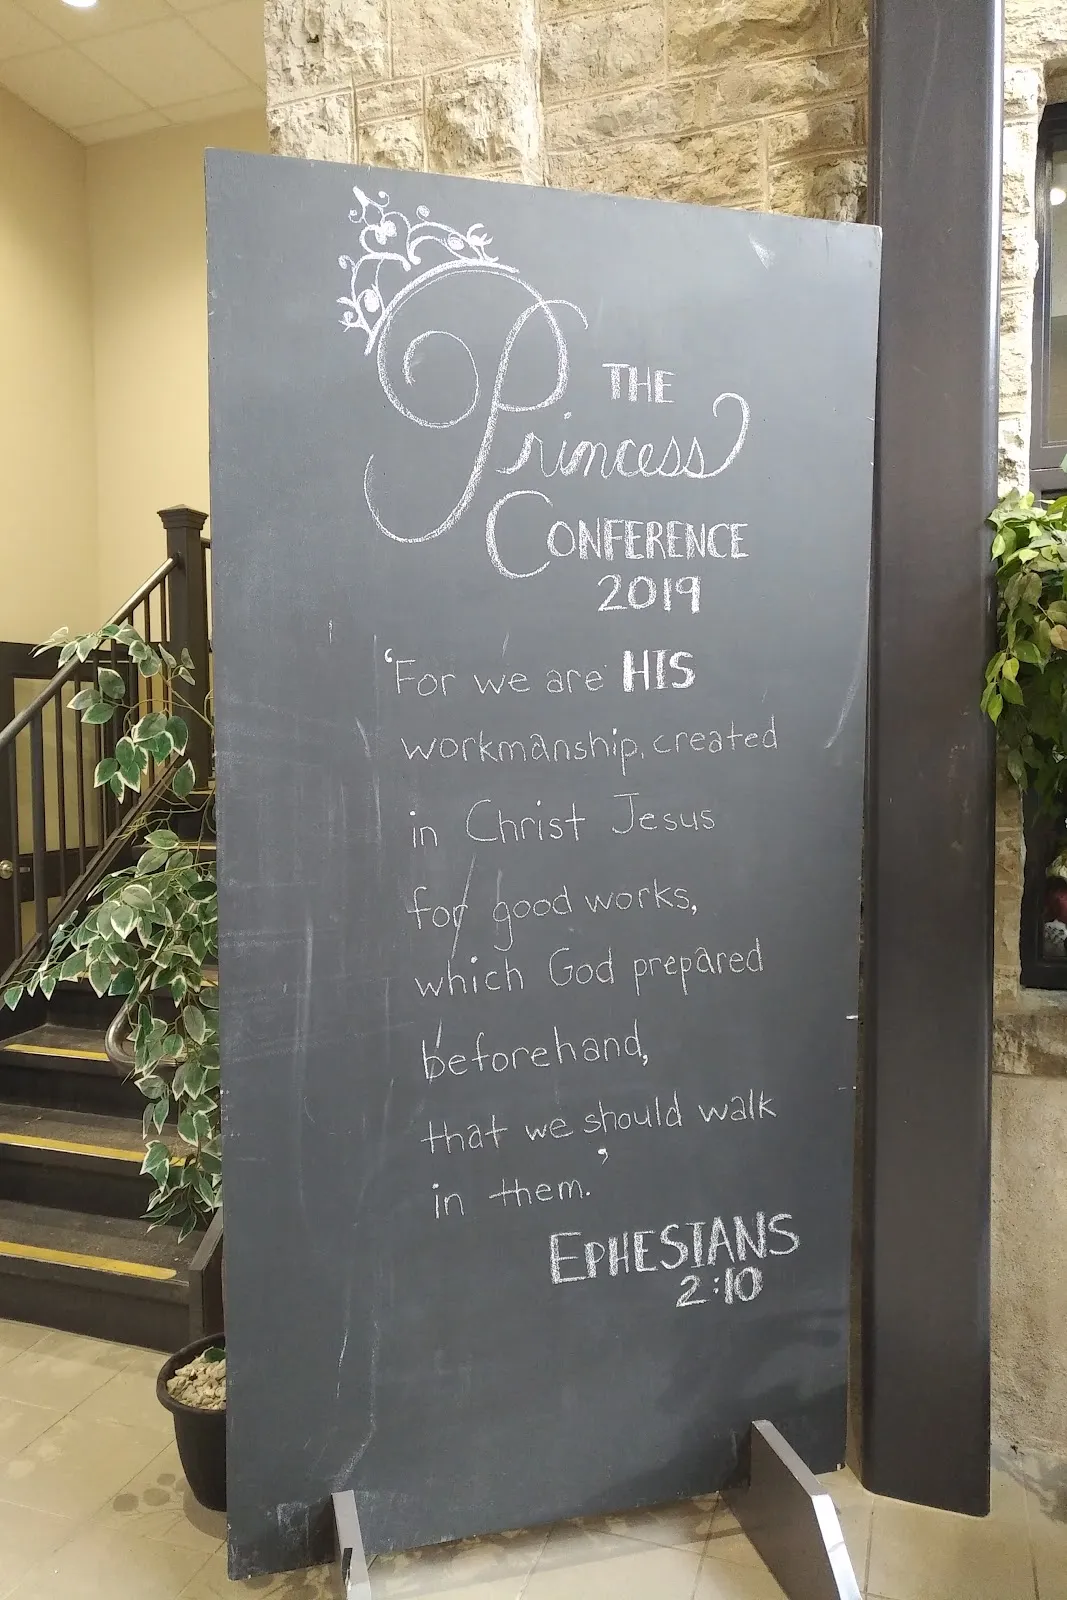 THE
Princess
CONFERENCE
2019
'For we are HIS
workmanship, created
in Christ Jesus
for good works,
which God prepared
beforehand,
that we should walk
in them.'
EPHESIANS
2:10